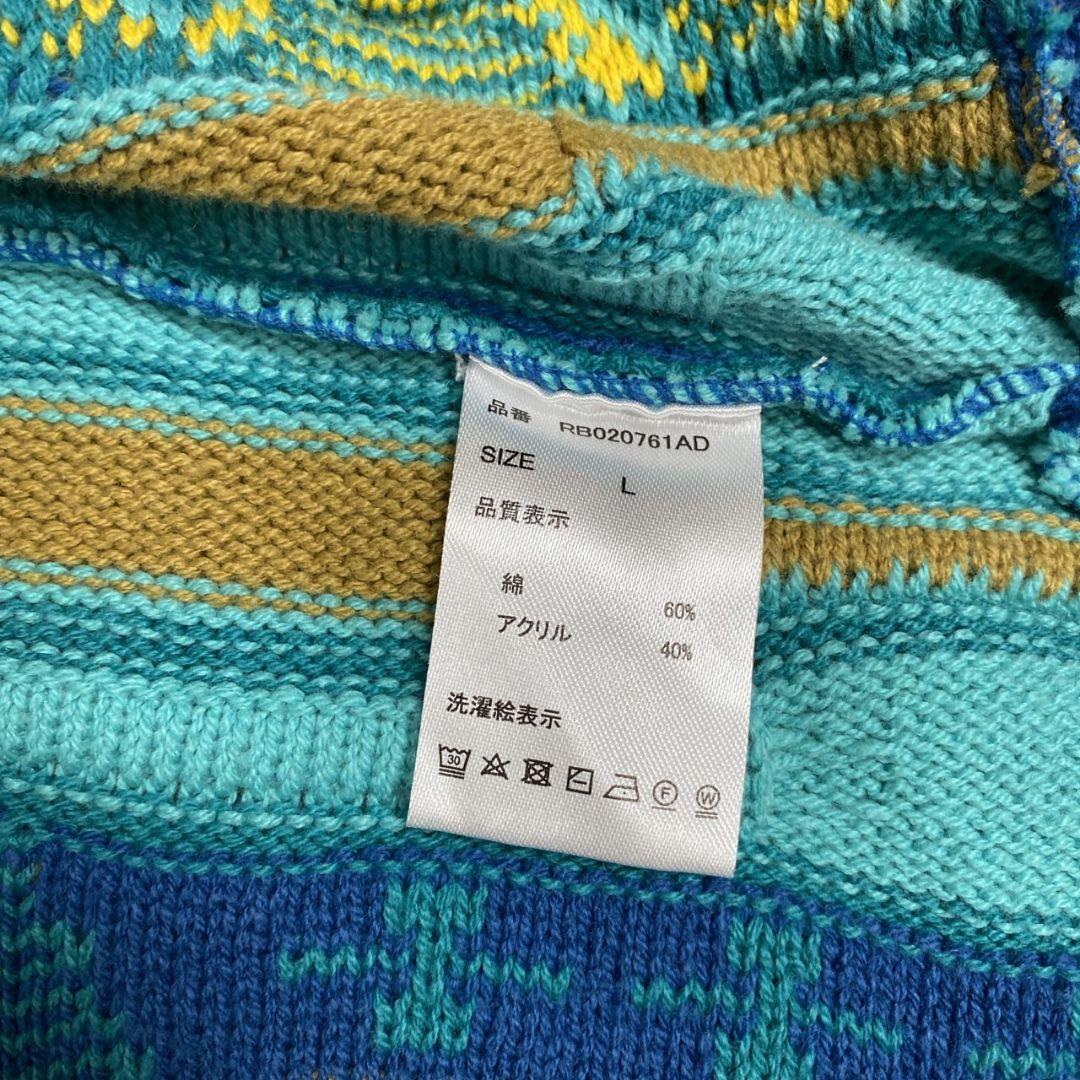 品番 RB020761AD
SIZE L
品質表示
綿 60%
アクリル 40%
洗濯絵表示
30 F W